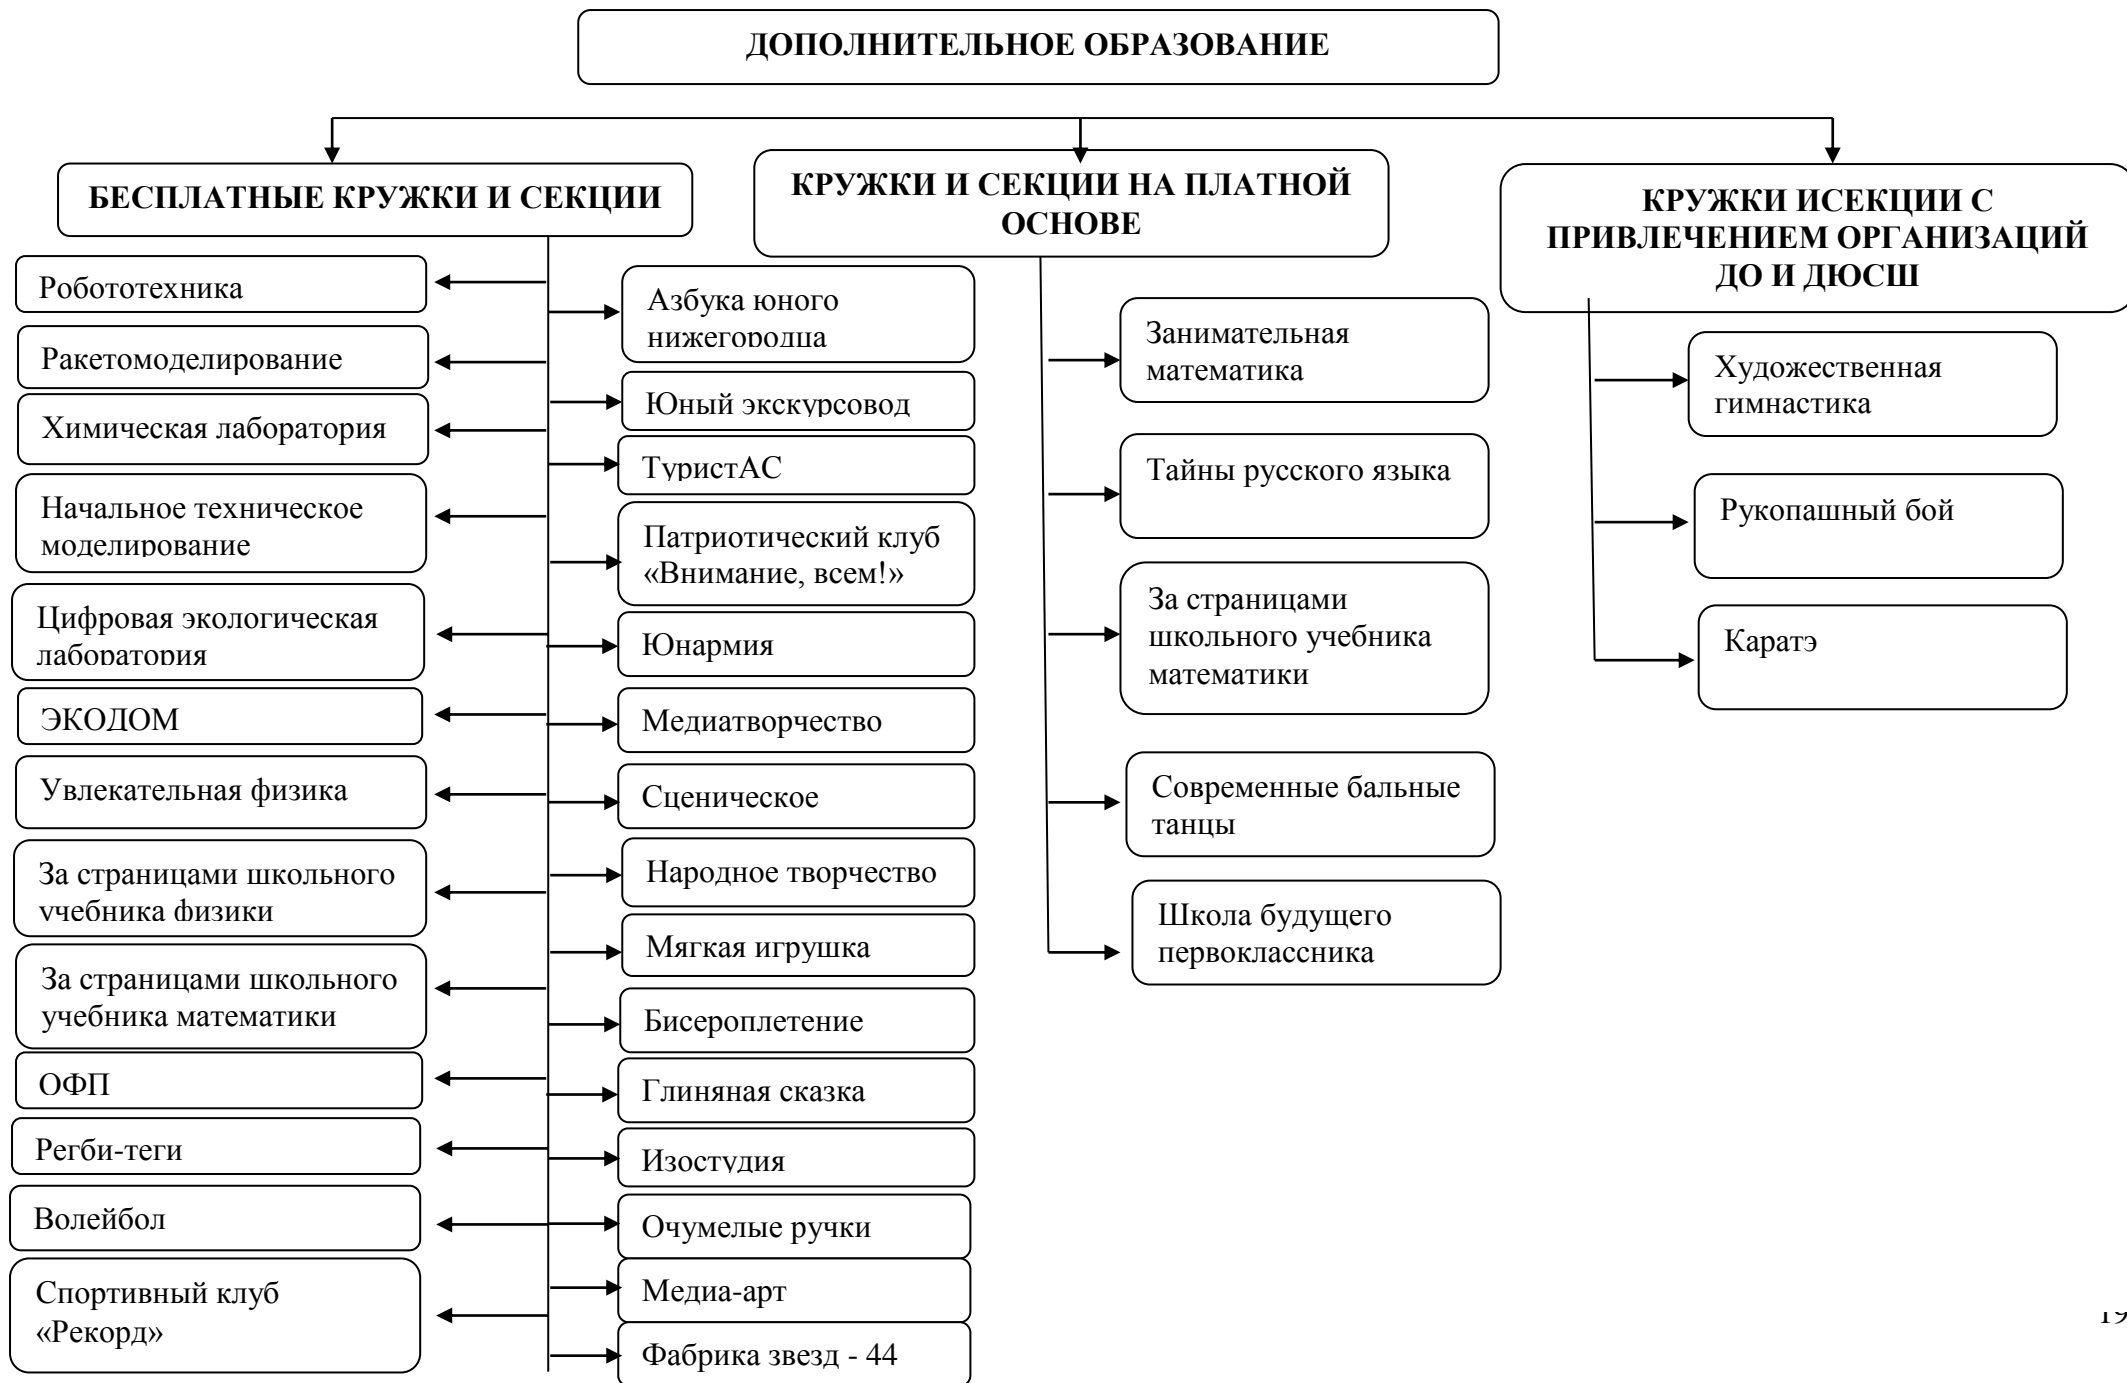 ДОПОЛНИТЕЛЬНОЕ ОБРАЗОВАНИЕ
БЕСПЛАТНЫЕ КРУЖКИ И СЕКЦИИ
Робототехника
Ракетомоделирование
Химическая лаборатория
Начальное техническое
моделирование
Цифровая экологическая
лаборатория
ЭКОДОМ
Увлекательная физика
За страницами школьного
учебника физики
За страницами школьного
учебника математики
ОФП
Регби-теги
Волейбол
Спортивный клуб
«Рекорд»
Азбука юного
нижегородца
Юный экскурсовод
ТуристАС
Патриотический клуб
«Внимание, всем!»
Юнармия
Медиатворчество
Сценическое
Народное творчество
Мягкая игрушка
Бисероплетение
Глиняная сказка
Изостудия
Очумелые ручки
Медиа-арт
Фабрика звезд - 44
КРУЖКИ И СЕКЦИИ НА ПЛАТНОЙ
ОСНОВЕ
Занимательная
математика
Тайны русского языка
За страницами
школьного учебника
математики
Современные бальные
танцы
Школа будущего
первоклассника
КРУЖКИ ИСЕКЦИИ С
ПРИВЛЕЧЕНИЕМ ОРГАНИЗАЦИЙ
ДО И ДЮСШ
Художественная
гимнастика
Рукопашный бой
Каратэ
19